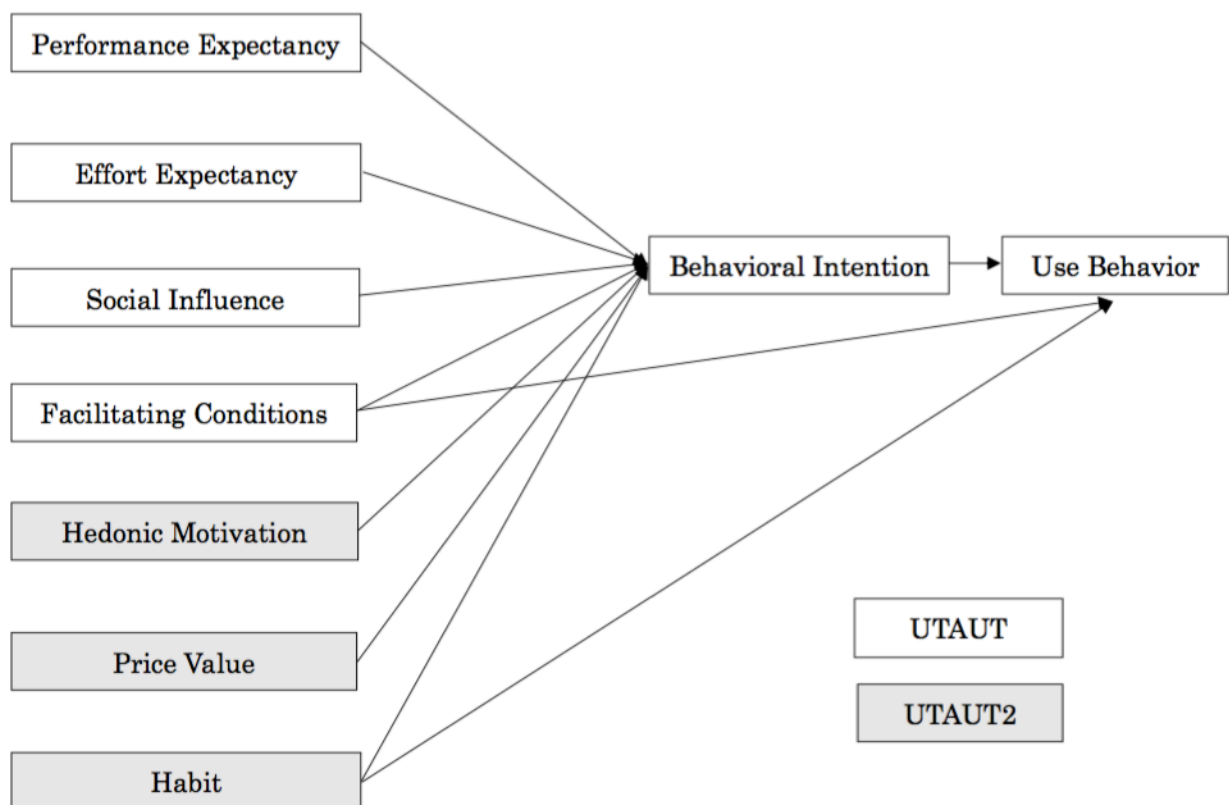 Performance Expectancy
Effort Expectancy
Social Influence
Facilitating Conditions
Hedonic Motivation
Price Value
Habit
Behavioral Intention
Use Behavior
UTAUT
UTAUT2